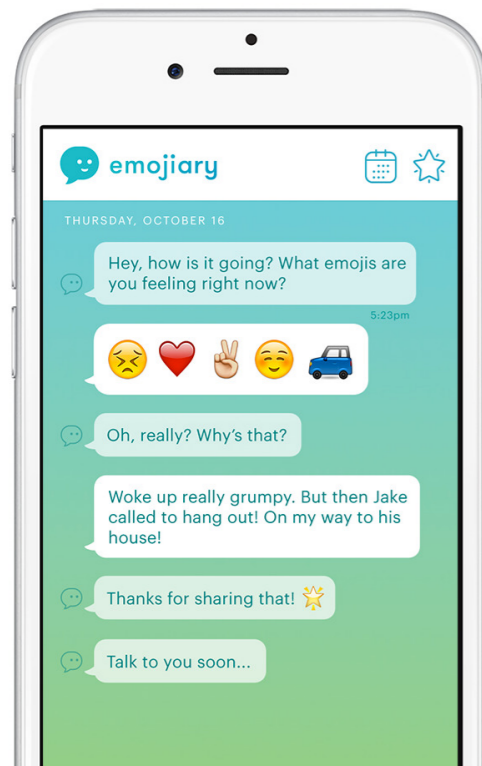 emojiary
THURSDAY, OCTOBER 16
Hey, how is it going? What emojis are
you feeling right now?
5:23pm
😣 ❤️ ✌🏼 ☺️ 🚙
Oh, really? Why's that?
Woke up really grumpy. But then Jake
called to hang out! On my way to his
house!
Thanks for sharing that! 🌟
Talk to you soon...